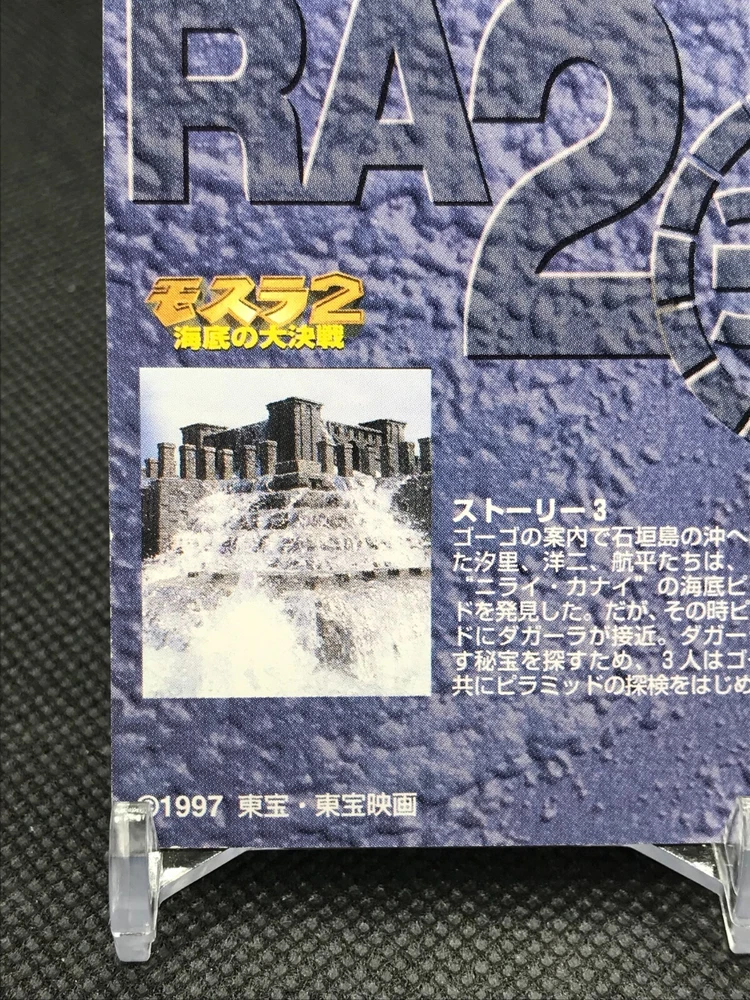 RA2
モスラ2
海底の大決戦
ストーリー3
ゴーゴの案内で石垣島の沖へ
た汐里、洋二、航平たちは、
"ニライ・カナイ"の海底ピ
ドを発見した。だが、その時ピ
ドにダガーラが接近。ダガー
す秘宝を探すため、3人はゴー
共にピラミッドの探検をはじめ
©1997 東宝・東宝映画